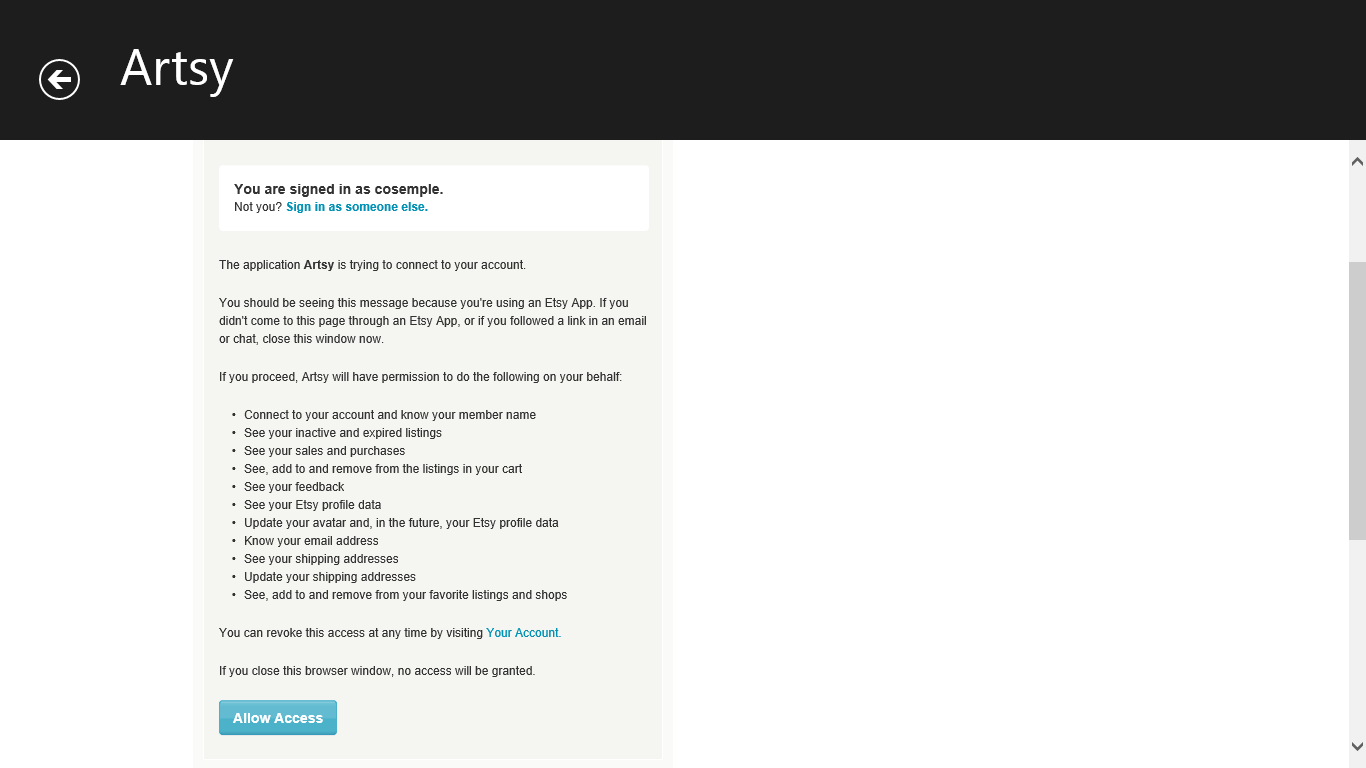 Artsy
You are signed in as cosemple.
Not you? Sign in as someone else.
The application Artsy is trying to connect to your account.
You should be seeing this message because you're using an Etsy App. If you
didn't come to this page through an Etsy App, or if you followed a link in an email
or chat, close this window now.
If you proceed, Artsy will have permission to do the following on your behalf:
• Connect to your account and know your member name
• See your inactive and expired listings
• See your sales and purchases
• See, add to and remove from the listings in your cart
• See your feedback
• See your Etsy profile data
• Update your avatar and, in the future, your Etsy profile data
• Know your email address
• See your shipping addresses
• Update your shipping addresses
• See, add to and remove from your favorite listings and shops
You can revoke this access at any time by visiting Your Account.
If you close this browser window, no access will be granted.
Allow Access